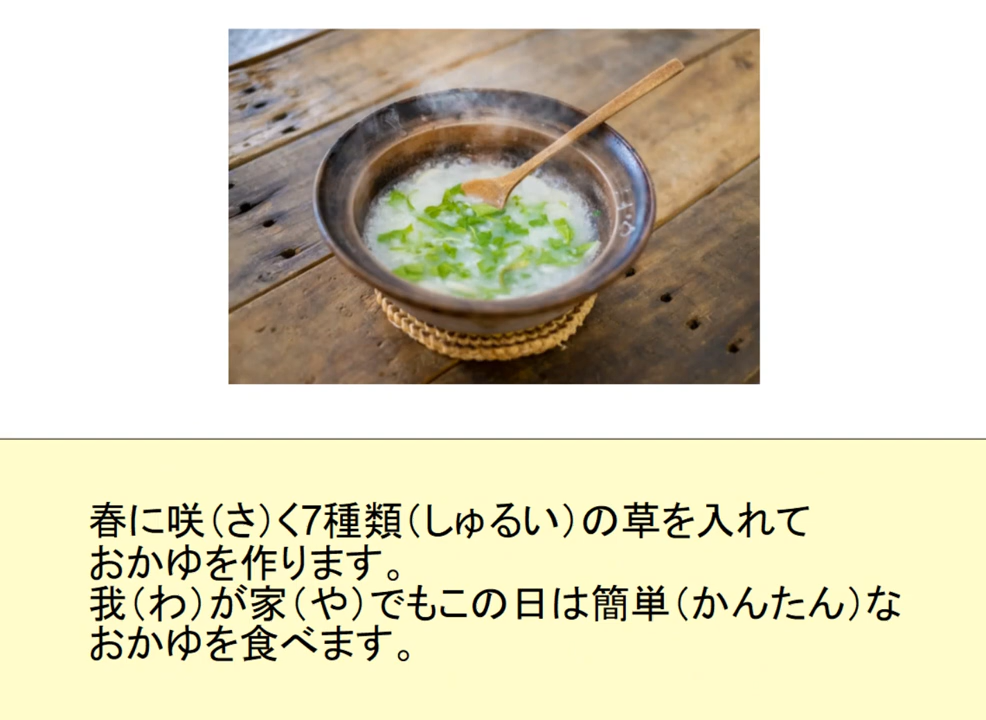 春に咲（さ）く7種類（しゅるい）の草を入れて
おかゆを作ります。
我（わ）が家（や）でもこの日は簡単（かんたん）な
おかゆを食べます。